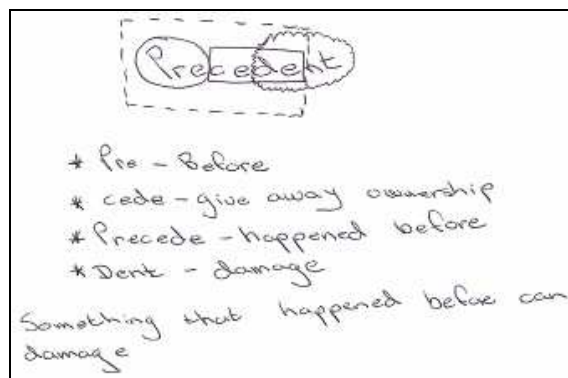 Precedent
* Pre - Before
* cede - give away ownership
* Precede - happened before
* Dent - damage
Something that happened before can
damage